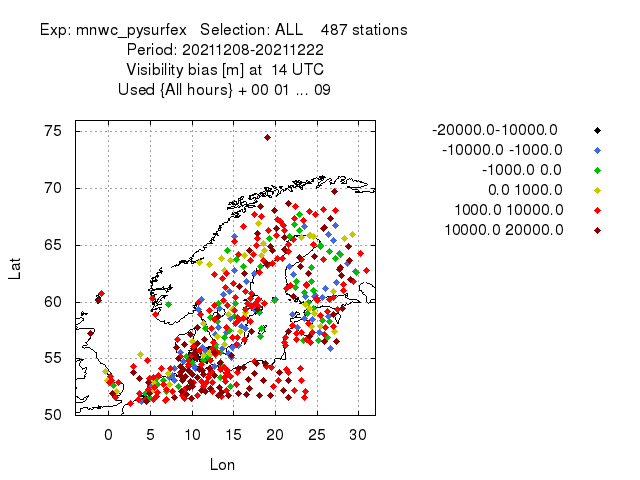 Exp: mnwc_pysurfex   Selection: ALL    487 stations
Period: 20211208-20211222
Visibility bias [m] at  14 UTC
Used {All hours} + 00 01 ... 09
-20000.0-10000.0
-10000.0 -1000.0
-1000.0 0.0
0.0 1000.0
1000.0 10000.0
10000.0 20000.0
75
70
65
60
55
50
Lat
0 5 10 15 20 25 30
Lon